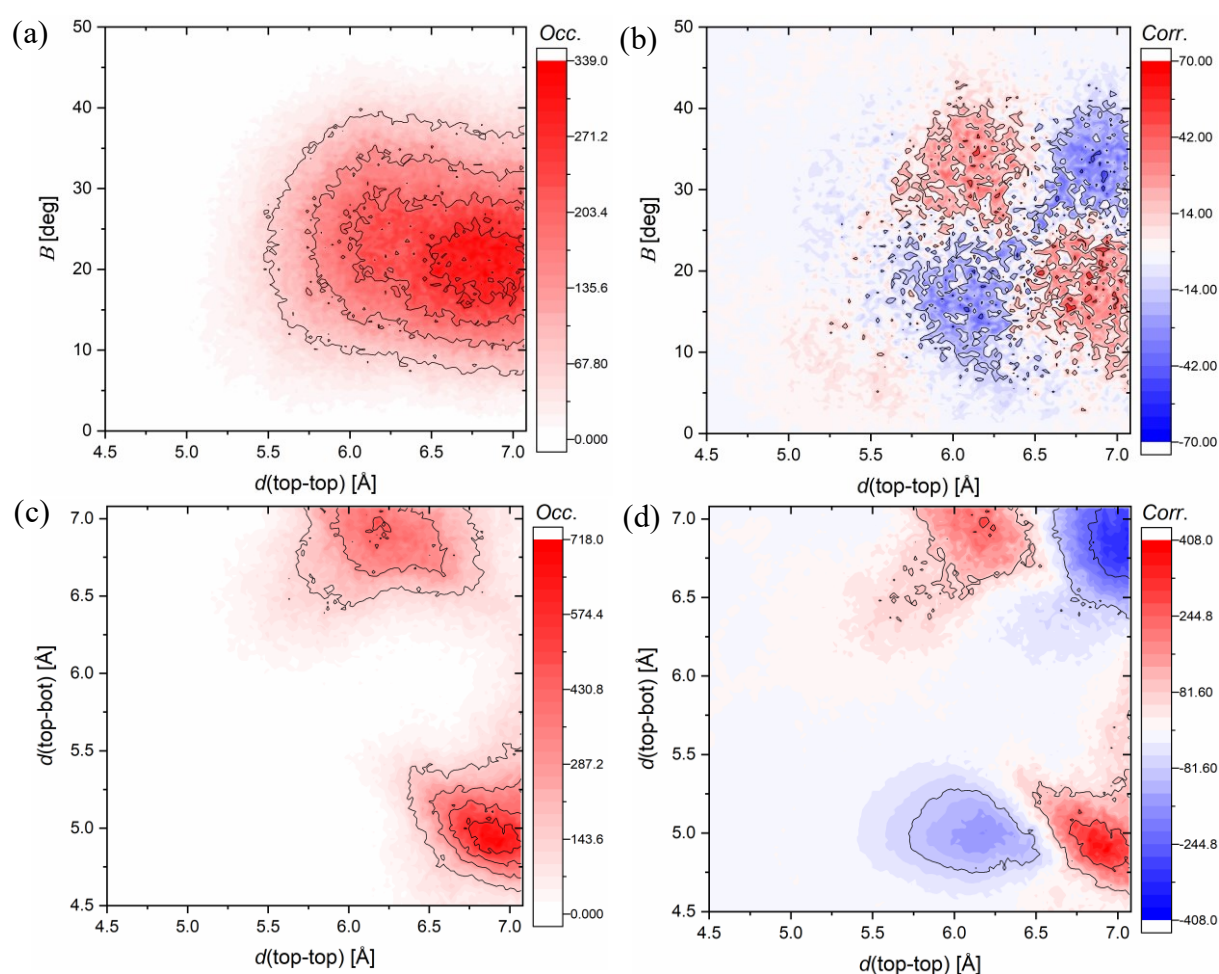 (a)
Occ.
B [deg]
50
40
30
20
10
0
4.5 5.0 5.5 6.0 6.5 7.0
d(top-top) [Å]
339.0
271.2
203.4
135.6
67.80
0.000
(b)
Corr.
B [deg]
50
40
30
20
10
0
4.5 5.0 5.5 6.0 6.5 7.0
d(top-top) [Å]
70.00
42.00
14.00
-14.00
-42.00
-70.00
(c)
Occ.
d(top-bot) [Å]
7.0
6.5
6.0
5.5
5.0
4.5
4.5 5.0 5.5 6.0 6.5 7.0
d(top-top) [Å]
718.0
574.4
430.8
287.2
143.6
0.000
(d)
Corr.
d(top-bot) [Å]
7.0
6.5
6.0
5.5
5.0
4.5
4.5 5.0 5.5 6.0 6.5 7.0
d(top-top) [Å]
408.0
244.8
81.60
-81.60
-244.8
-408.0